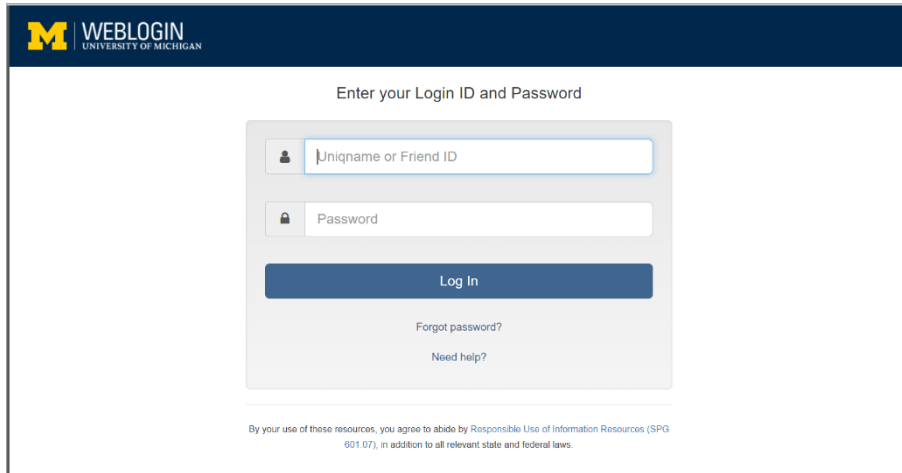 M WEBLOGIN
UNIVERSITY OF MICHIGAN
Enter your Login ID and Password
Uniqname or Friend ID
Password
Log In
Forgot password?
Need help?
By your use of these resources, you agree to abide by Responsible Use of Information Resources (SPG
601.07), in addition to all relevant state and federal laws.